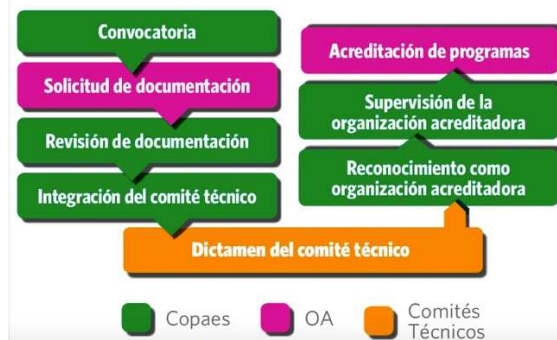 Convocatoria
Solicitud de documentación
Revisión de documentación
Integración del comité técnico
Dictamen del comité técnico
Reconocimiento como
organización acreditadora
Supervisión de la
organización acreditadora
Acreditación de programas
Copaes
OA
Comités
Técnicos